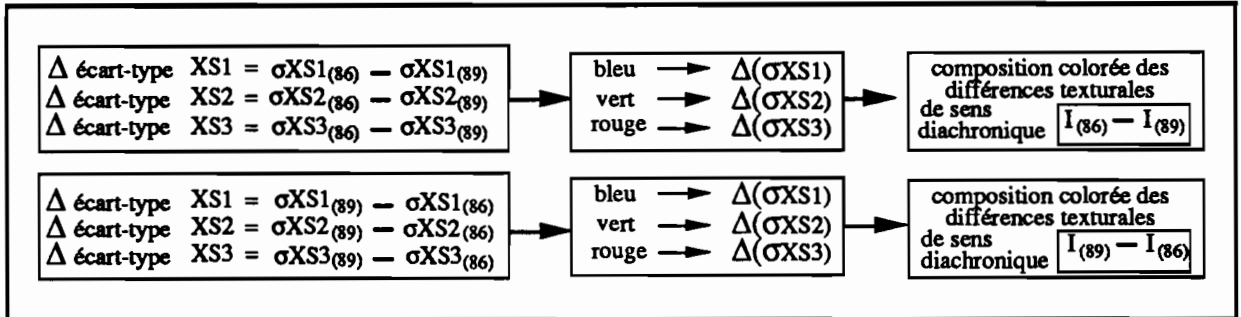 Δ écart-type XS1 = σXS1(86) – σXS1(89)
Δ écart-type XS2 = σXS2(86) – σXS2(89)
Δ écart-type XS3 = σXS3(86) – σXS3(89)
bleu → Δ(σXS1)
vert → Δ(σXS2)
rouge → Δ(σXS3)
composition colorée des
différences texturales
de sens
diachronique I(86) – I(89)
Δ écart-type XS1 = σXS1(89) – σXS1(86)
Δ écart-type XS2 = σXS2(89) – σXS2(86)
Δ écart-type XS3 = σXS3(89) – σXS3(86)
bleu → Δ(σXS1)
vert → Δ(σXS2)
rouge → Δ(σXS3)
composition colorée des
différences texturales
de sens
diachronique I(89) – I(86)